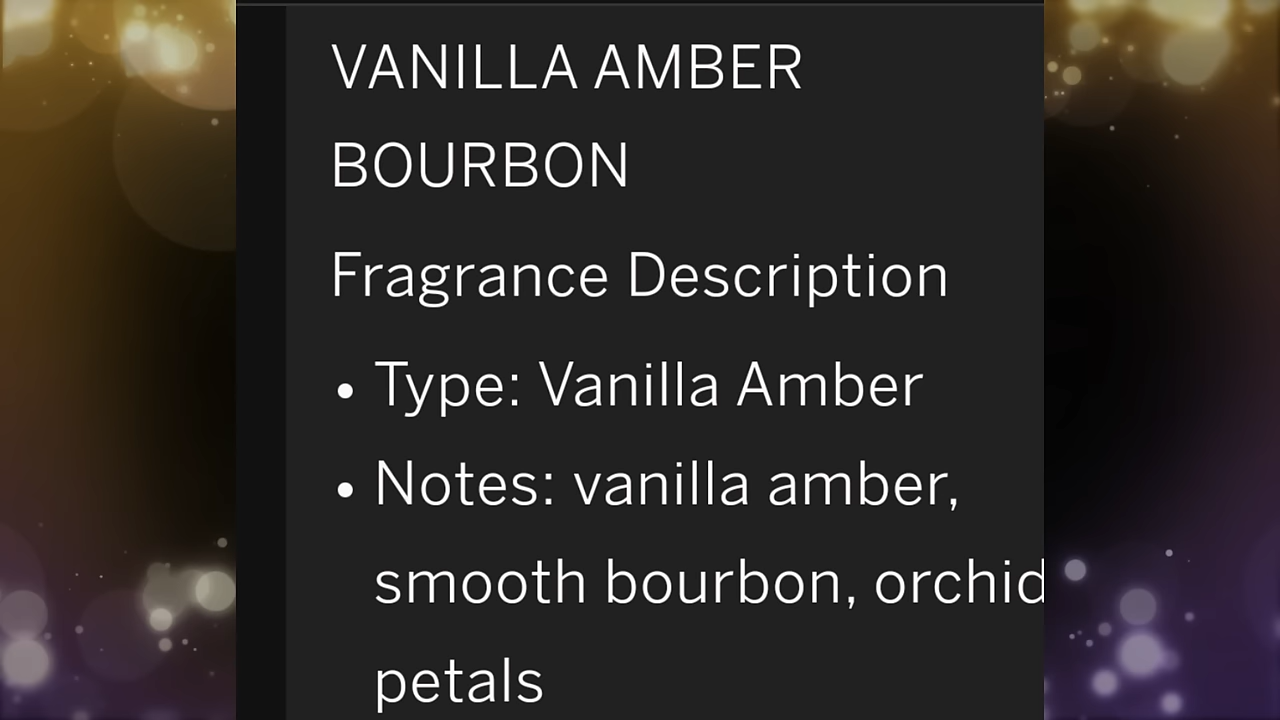 VANILLA AMBER
BOURBON
Fragrance Description
• Type: Vanilla Amber
• Notes: vanilla amber,
smooth bourbon, orchid
petals